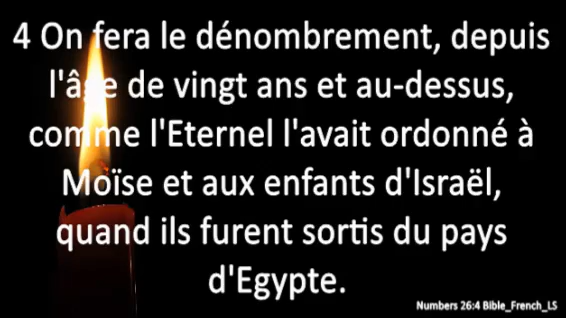 4 On fera le dénombrement, depuis
l'âge de vingt ans et au-dessus,
comme l'Eternel l'avait ordonné à
Moïse et aux enfants d'Israël,
quand ils furent sortis du pays
d'Egypte.
Numbers 26:4 Bible_French_LS